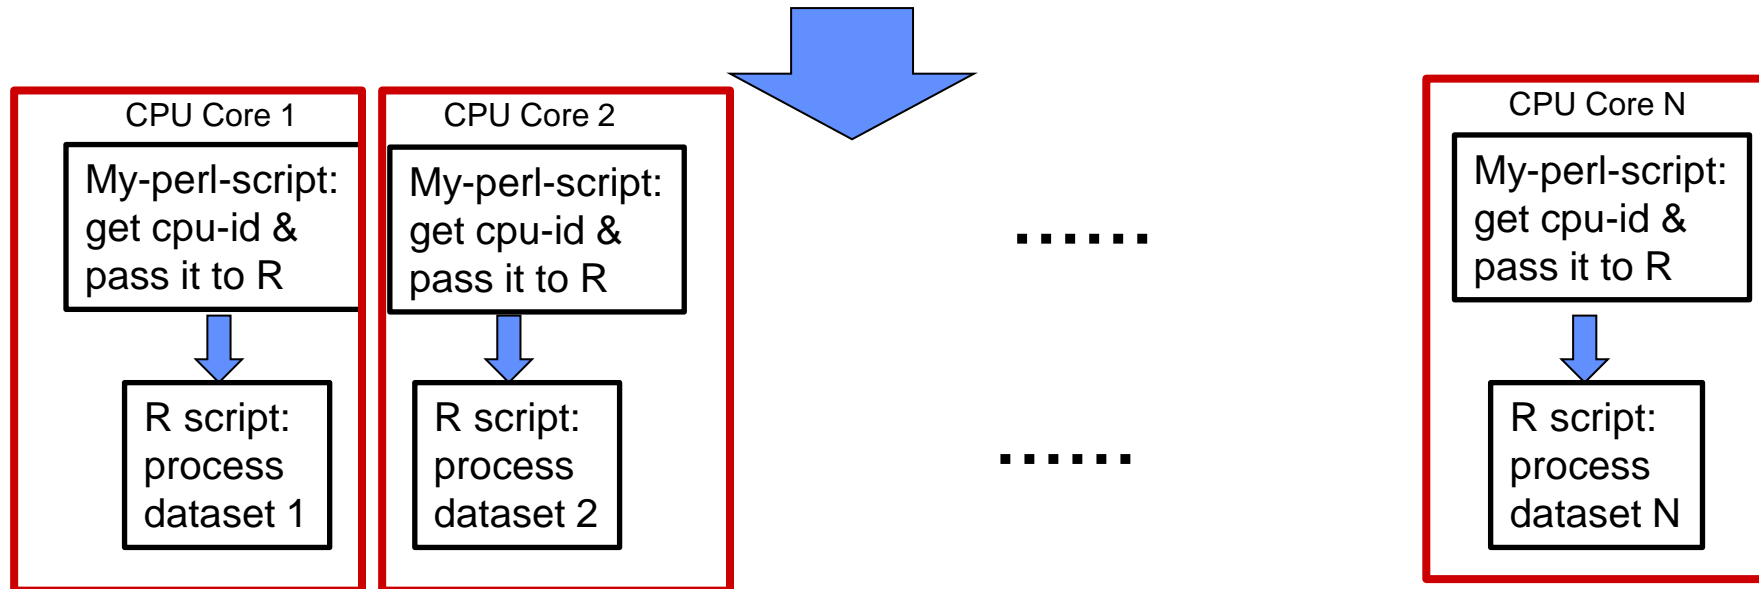 CPU Core 1
My-perl-script:
get cpu-id &
pass it to R
R script:
process
dataset 1
CPU Core 2
My-perl-script:
get cpu-id &
pass it to R
R script:
process
dataset 2
......
......
CPU Core N
My-perl-script:
get cpu-id &
pass it to R
R script:
process
dataset N